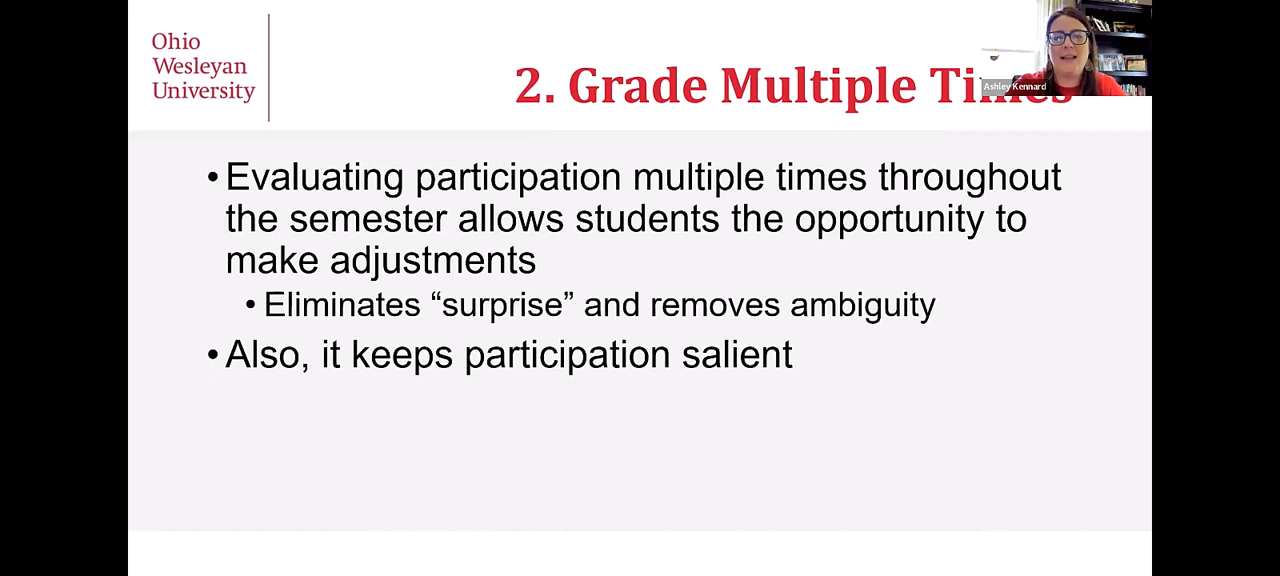 Ohio
Wesleyan
University
2. Grade Multiple Times
Ashley Kennard
• Evaluating participation multiple times throughout
the semester allows students the opportunity to
make adjustments
• Eliminates “surprise” and removes ambiguity
• Also, it keeps participation salient